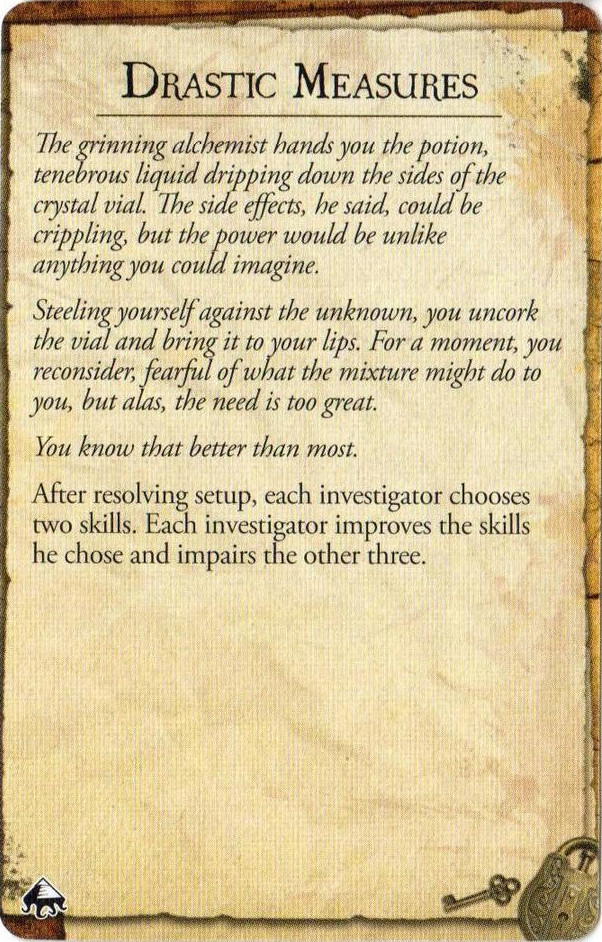 Drastic Measures
The grinning alchemist hands you the potion,
tenebrous liquid dripping down the sides of the
crystal vial. The side effects, he said, could be
crippling, but the power would be unlike
anything you could imagine.
Steeling yourself against the unknown, you uncork
the vial and bring it to your lips. For a moment, you
reconsider, fearful of what the mixture might do to
you, but alas, the need is too great.
You know that better than most.
After resolving setup, each investigator chooses
two skills. Each investigator improves the skills
he chose and impairs the other three.